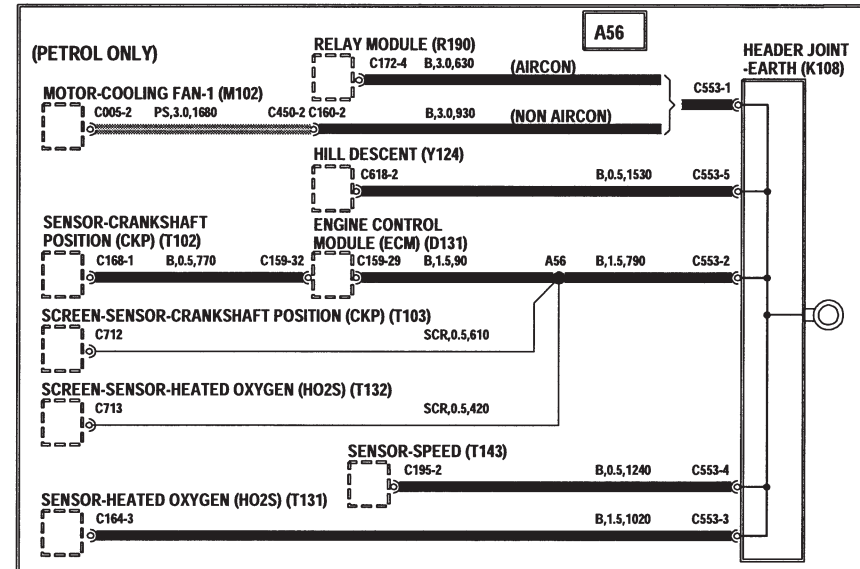 A56
(PETROL ONLY)
RELAY MODULE (R190)
HEADER JOINT
-EARTH (K108)
C172-4 B,3.0,630 (AIRCON)
MOTOR-COOLING FAN-1 (M102)
C553-1
C005-2 PS,3.0,1680 C450-2 C160-2 B,3.0,930 (NON AIRCON)
HILL DESCENT (Y124)
C618-2 B,0.5,1530 C553-5
SENSOR-CRANKSHAFT
POSITION (CKP) (T102)
ENGINE CONTROL
MODULE (ECM) (D131)
C168-1 B,0.5,770 C159-32 C159-29 B,1.5,90 A56 B,1.5,790 C553-2
SCREEN-SENSOR-CRANKSHAFT POSITION (CKP) (T103)
C712 SCR,0.5,610
SCREEN-SENSOR-HEATED OXYGEN (HO2S) (T132)
C713 SCR,0.5,420
SENSOR-SPEED (T143)
C195-2 B,0.5,1240 C553-4
SENSOR-HEATED OXYGEN (HO2S) (T131)
C164-3 B,1.5,1020 C553-3